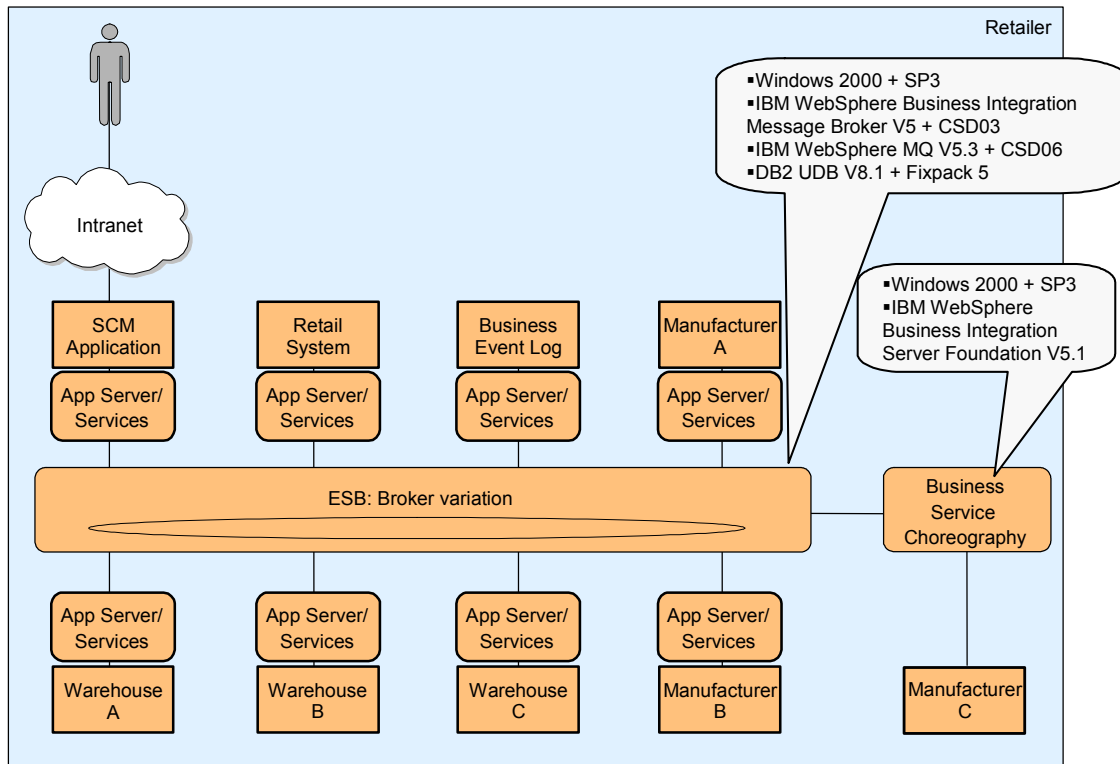 Retailer
▪Windows 2000 + SP3
▪IBM WebSphere Business Integration
Message Broker V5 + CSD03
▪IBM WebSphere MQ V5.3 + CSD06
▪DB2 UDB V8.1 + Fixpack 5
Intranet
▪Windows 2000 + SP3
▪IBM WebSphere
Business Integration
Server Foundation V5.1
SCM
Application
Retail
System
Business
Event Log
Manufacturer
A
App Server/
Services
App Server/
Services
App Server/
Services
App Server/
Services
ESB: Broker variation
Business
Service
Choreography
App Server/
Services
App Server/
Services
App Server/
Services
App Server/
Services
Warehouse
A
Warehouse
B
Warehouse
C
Manufacturer
B
Manufacturer
C